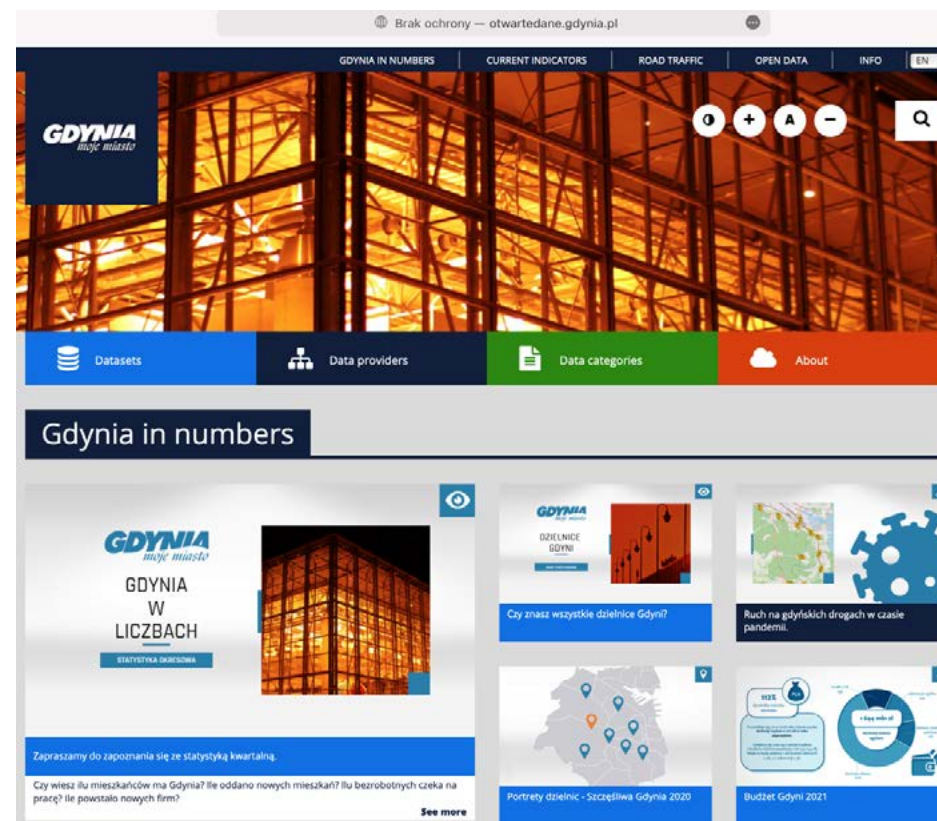 Brak ochrony — otwartedane.gdynia.pl
GDYNIA IN NUMBERS
CURRENT INDICATORS
ROAD TRAFFIC
OPEN DATA
INFO
EN
GDYNIA
moje miasto
A
Datasets
Data providers
Data categories
About
Gdynia in numbers
GDYNIA
moje miasto
GDYNIA
W
LICZBACH
STATYSTYKA OKRESOWA
Zapraszamy do zapoznania się ze statystyką kwartalną.
Czy wiesz ilu mieszkańców ma Gdynia? Ile oddano nowych mieszkań? Ilu bezrobotnych czeka na
pracę? Ile powstało nowych firm?
See more
GDYNIA
moje miasto
DZIELNICE
GDYNI
Czy znasz wszystkie dzielnice Gdyni?
Ruch na gdyńskich drogach w czasie
pandemii.
Portrety dzielnic - Szczęśliwa Gdynia 2020
Budżet Gdyni 2021